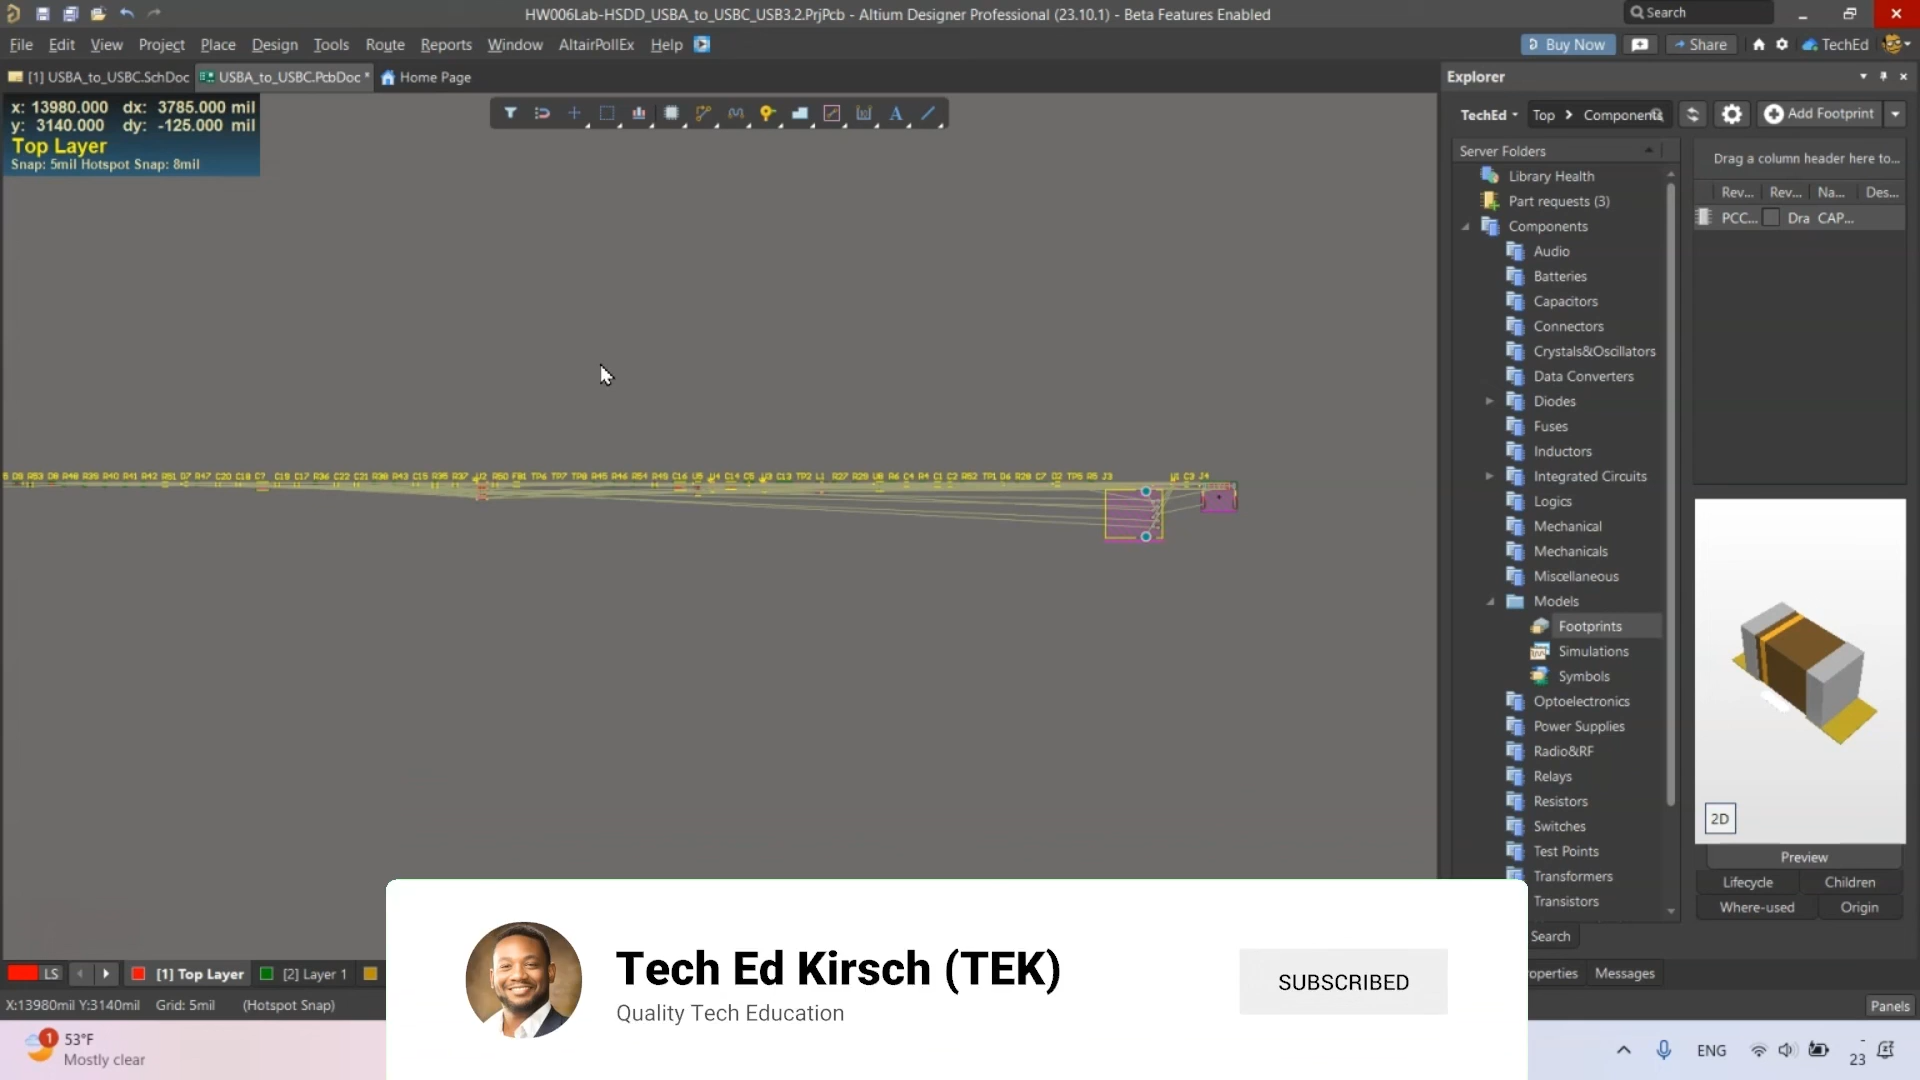 HW006Lab-HSDD_USBA_to_USBC_USB3.2.PrjPcb - Altium Designer Professional (23.10.1) - Beta Features Enabled
Search
File Edit View Project Place Design Tools Route Reports Window AltairPollEx Help
Buy Now
Share
TechEd
[1] USBA_to_USBC.SchDoc
USBA_to_USBC.PcbDoc *
Home Page
Explorer
x: 13980.000 dx: 3785.000 mil
y: 3140.000 dy: -125.000 mil
Top Layer
Snap: 5mil Hotspot Snap: 8mil
TechEd
Top
Add Footprint
Server Folders
Drag a column header here to...
Rev... Rev... Na... Des...
PCC... Dra CAP...
Library Health
Part requests (3)
Components
Audio
Batteries
Capacitors
Connectors
Crystals&Oscillators
Data Converters
Diodes
Fuses
Inductors
Integrated Circuits
Logics
Mechanical
Mechanicals
Miscellaneous
Models
Footprints
Simulations
Symbols
Optoelectronics
Power Supplies
Radio&RF
Relays
Resistors
Switches
Test Points
Transformers
Transistors
2D
Preview
Lifecycle Children
Where-used Origin
Search
Messages
LS
[1] Top Layer
[2] Layer 1
X:13980mil Y:3140mil Grid: 5mil (Hotspot Snap)
Panels
Tech Ed Kirsch (TEK)
Quality Tech Education
SUBSCRIBED
1
53°F
Mostly clear
ENG
23